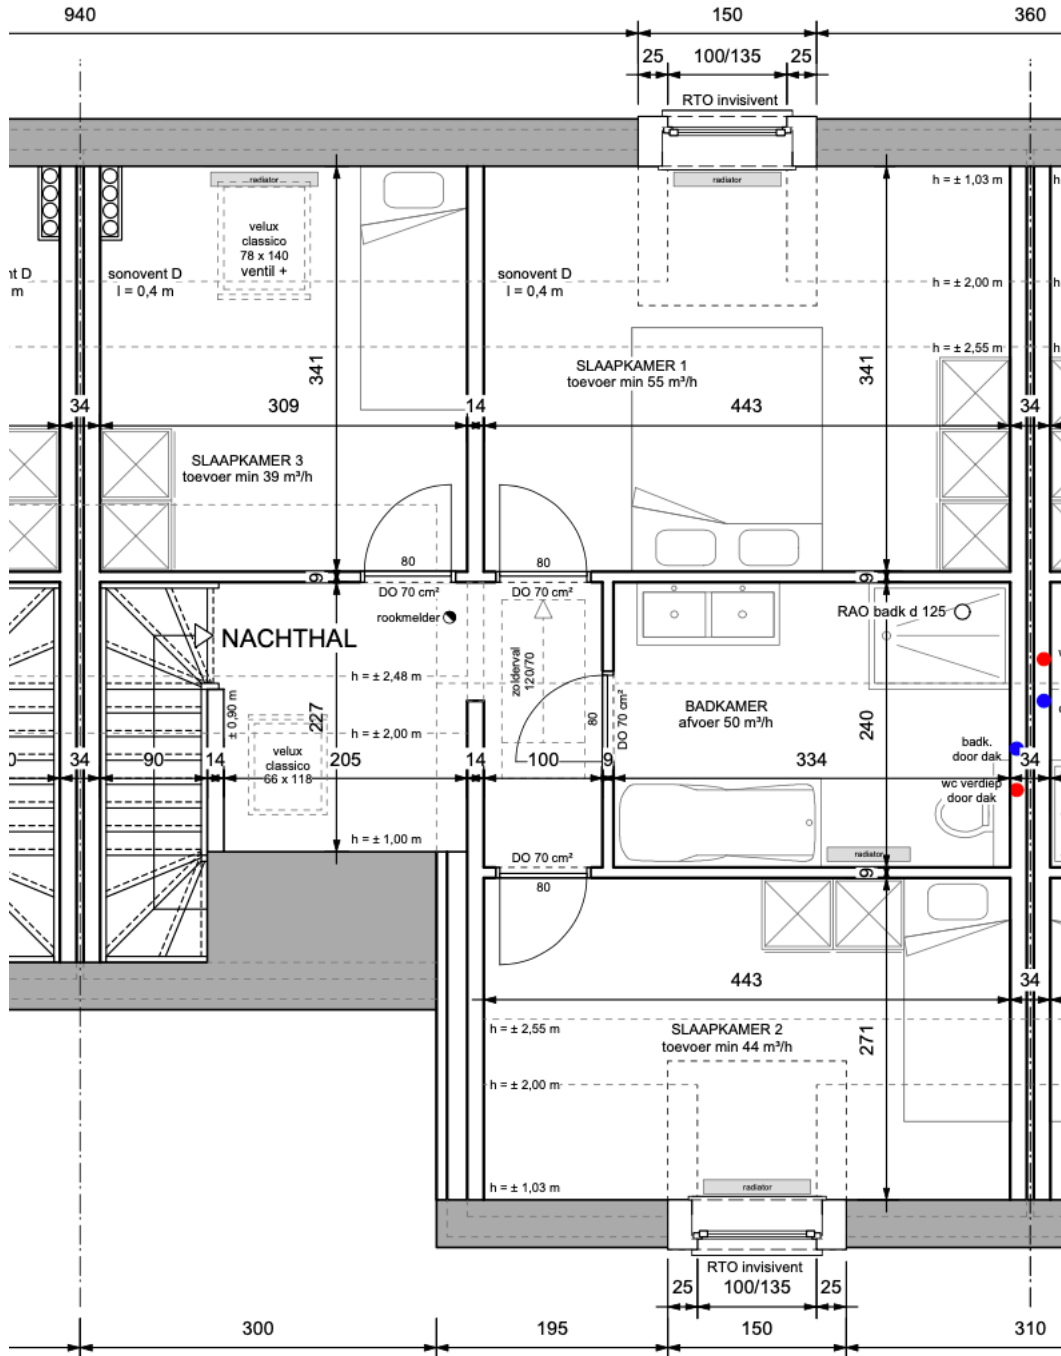 940
150
360
25
100/135
25
RTO invisivent
radiator
radiator
h = ± 1,03 m
velux
classico
78 x 140
ventil +
sonovent D
l = 0,4 m
sonovent D
l = 0,4 m
h = ± 2,00 m
h = ± 2,55 m
341
SLAAPKAMER 1
toevoer min 55 m³/h
341
34
309
14
443
34
SLAAPKAMER 3
toevoer min 39 m³/h
80
80
9
9
DO 70 cm²
DO 70 cm²
rookmelder
RAO badk d 125
NACHTHAL
zolderval
120/70
h = ± 2,48 m
± 0,90 m
227
80
DO 70 cm²
BADKAMER
afvoer 50 m³/h
240
h = ± 2,00 m
velux
classico
66 x 118
badk.
door dak
34
90
14
205
14
100
9
334
34
wc verdiep
door dak
h = ± 1,00 m
DO 70 cm²
radiator
80
9
443
34
h = ± 2,55 m
SLAAPKAMER 2
toevoer min 44 m³/h
271
h = ± 2,00 m
h = ± 1,03 m
radiator
RTO invisivent
25
100/135
25
300
195
150
310